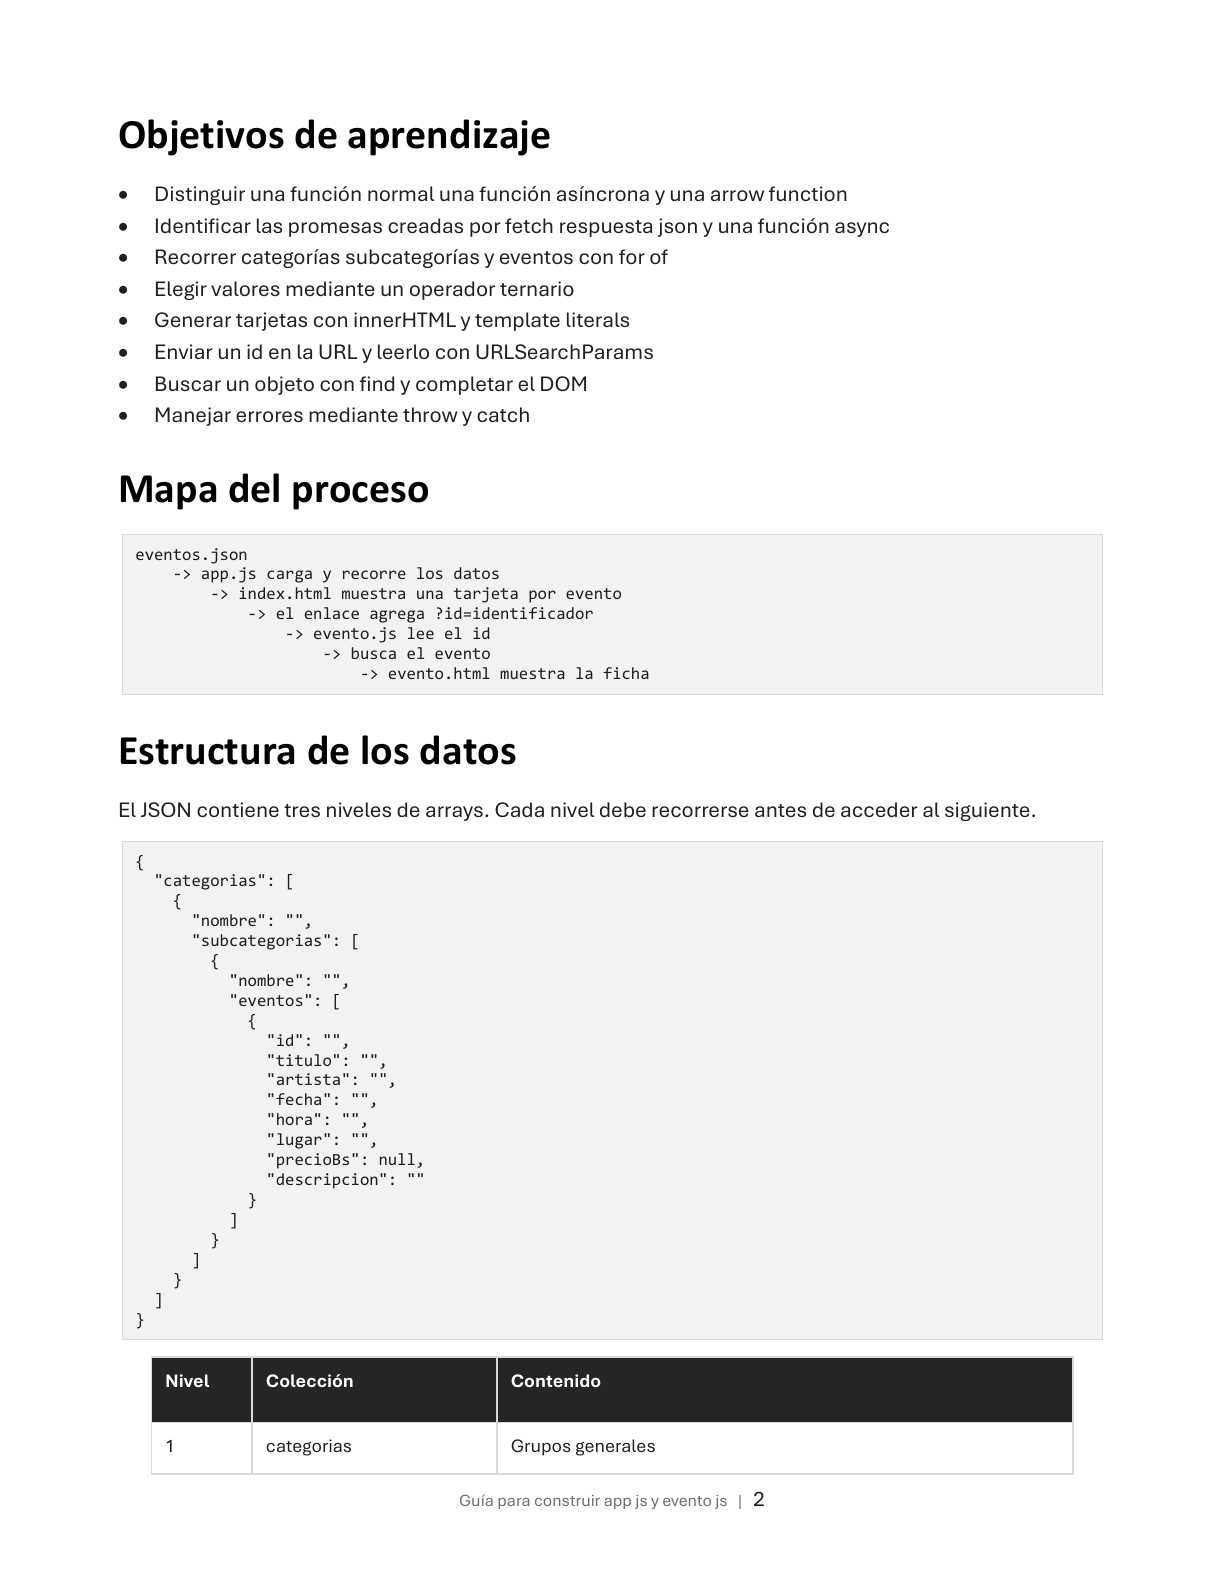 Objetivos de aprendizaje
• Distinguir una función normal una función asíncrona y una arrow function
• Identificar las promesas creadas por fetch respuesta json y una función async
• Recorrer categorías subcategorías y eventos con for of
• Elegir valores mediante un operador ternario
• Generar tarjetas con innerHTML y template literals
• Enviar un id en la URL y leerlo con URLSearchParams
• Buscar un objeto con find y completar el DOM
• Manejar errores mediante throw y catch
Mapa del proceso
eventos.json
    -> app.js carga y recorre los datos
        -> index.html muestra una tarjeta por evento
            -> el enlace agrega ?id=identificador
                -> evento.js lee el id
                    -> busca el evento
                        -> evento.html muestra la ficha
Estructura de los datos
El JSON contiene tres niveles de arrays. Cada nivel debe recorrerse antes de acceder al siguiente.
{
  "categorias": [
    {
      "nombre": "",
      "subcategorias": [
        {
          "nombre": "",
          "eventos": [
            {
              "id": "",
              "titulo": "",
              "artista": "",
              "fecha": "",
              "hora": "",
              "lugar": "",
              "precioBs": null,
              "descripcion": ""
            }
          ]
        }
      ]
    }
  ]
}
Nivel Colección Contenido
1 categorias Grupos generales
Guía para construir app js y evento js | 2